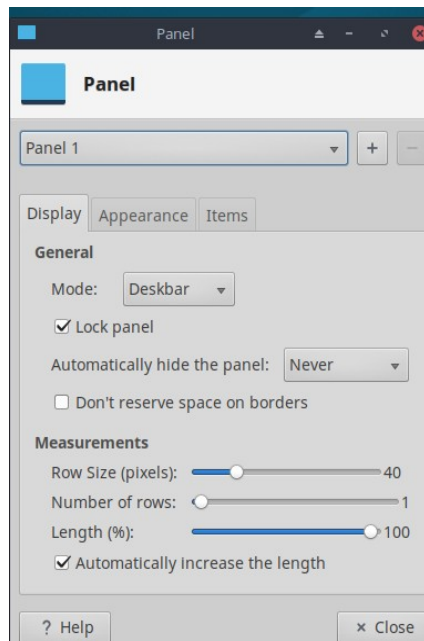 Panel
Panel
Panel 1
+ −
Display Appearance Items
General
Mode: Deskbar
Lock panel
Automatically hide the panel: Never
Don't reserve space on borders
Measurements
Row Size (pixels): 40
Number of rows: 1
Length (%): 100
Automatically increase the length
? Help × Close